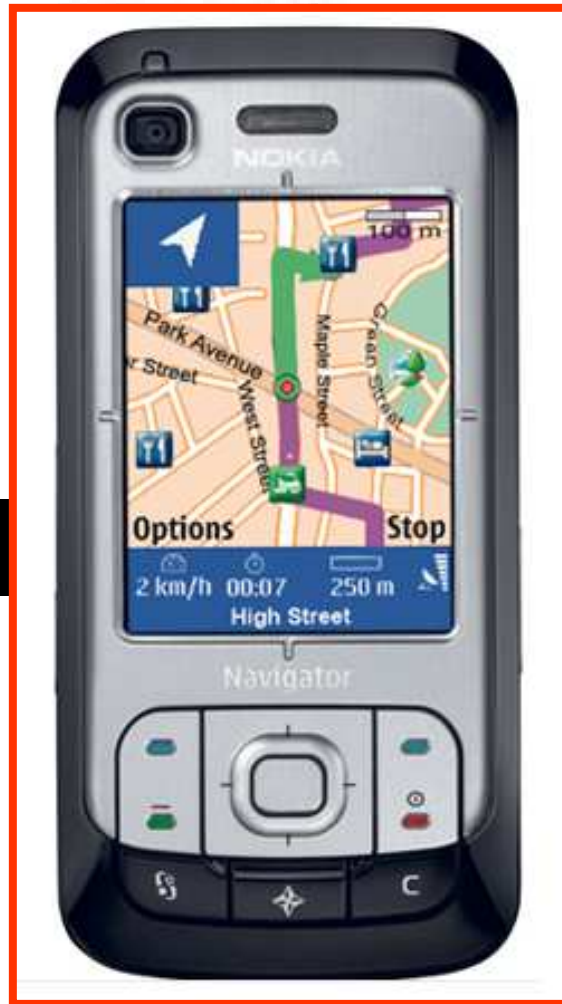 NOKIA
100 m
Park Avenue
r Street
West Street
Maple Street
Green Street
Options
Stop
2 km/h 00:07 250 m
High Street
Navigator
C